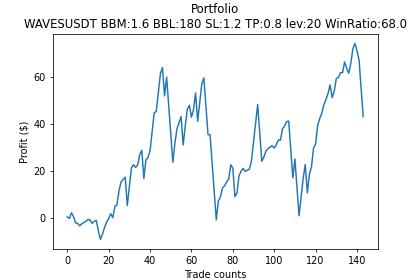 Portfolio
WAVESUSDT BBM:1.6 BBL:180 SL:1.2 TP:0.8 lev:20 WinRatio:68.0
Profit ($)
60
40
20
0
0 20 40 60 80 100 120 140
Trade counts